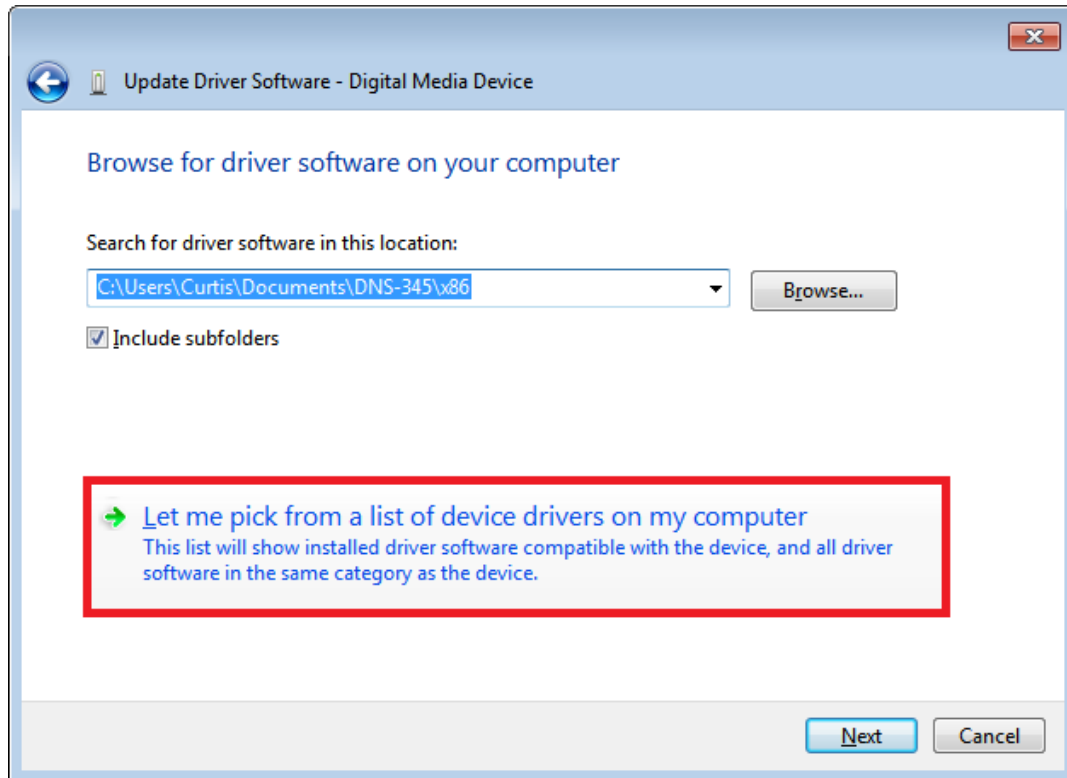 Update Driver Software - Digital Media Device
Browse for driver software on your computer
Search for driver software in this location:
C:\Users\Curtis\Documents\DNS-345\x86
Browse...
Include subfolders
Let me pick from a list of device drivers on my computer
This list will show installed driver software compatible with the device, and all driver
software in the same category as the device.
Next
Cancel